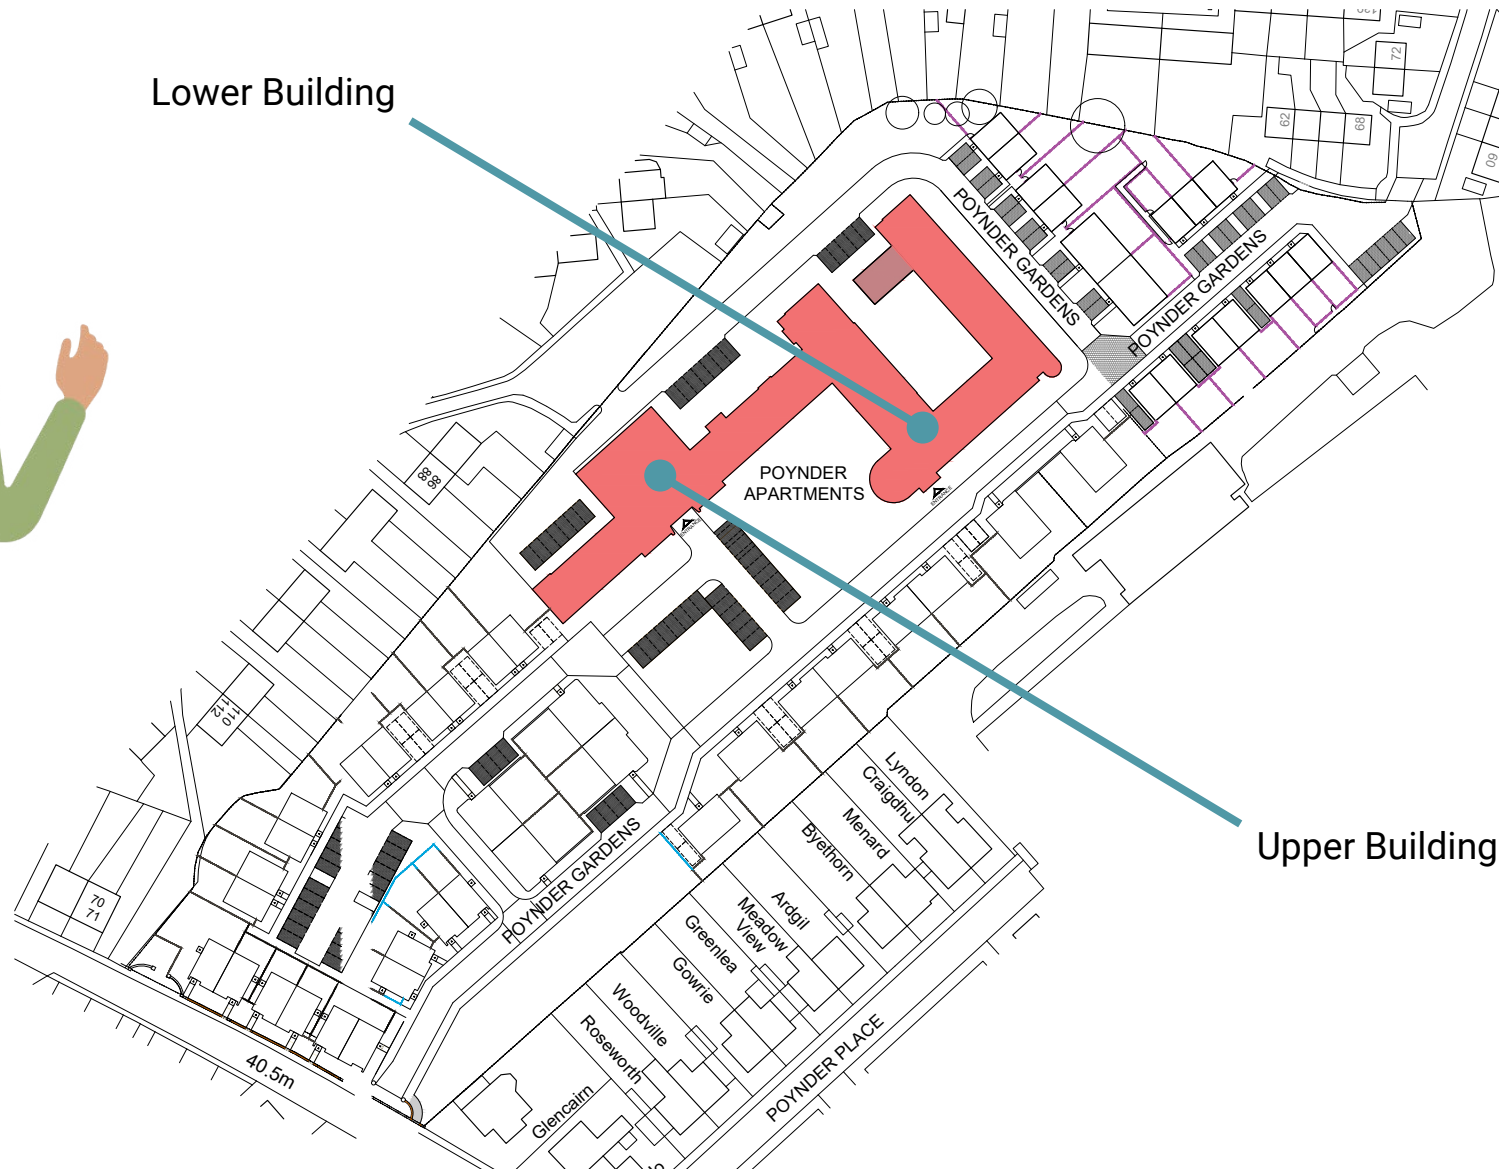 Lower Building
72
62
68
60
POYNDER GARDENS
POYNDER GARDENS
POYNDER
APARTMENTS
ENTRANCE
ENTRANCE
86
88
110
112
Lyndon
Craigdhu
Menard
Byethorn
Upper Building
POYNDER GARDENS
Ardgil
Meadow
View
Greenlea
Gowrie
Woodville
Roseworth
Glencairn
70
71
40.5m
POYNDER PLACE